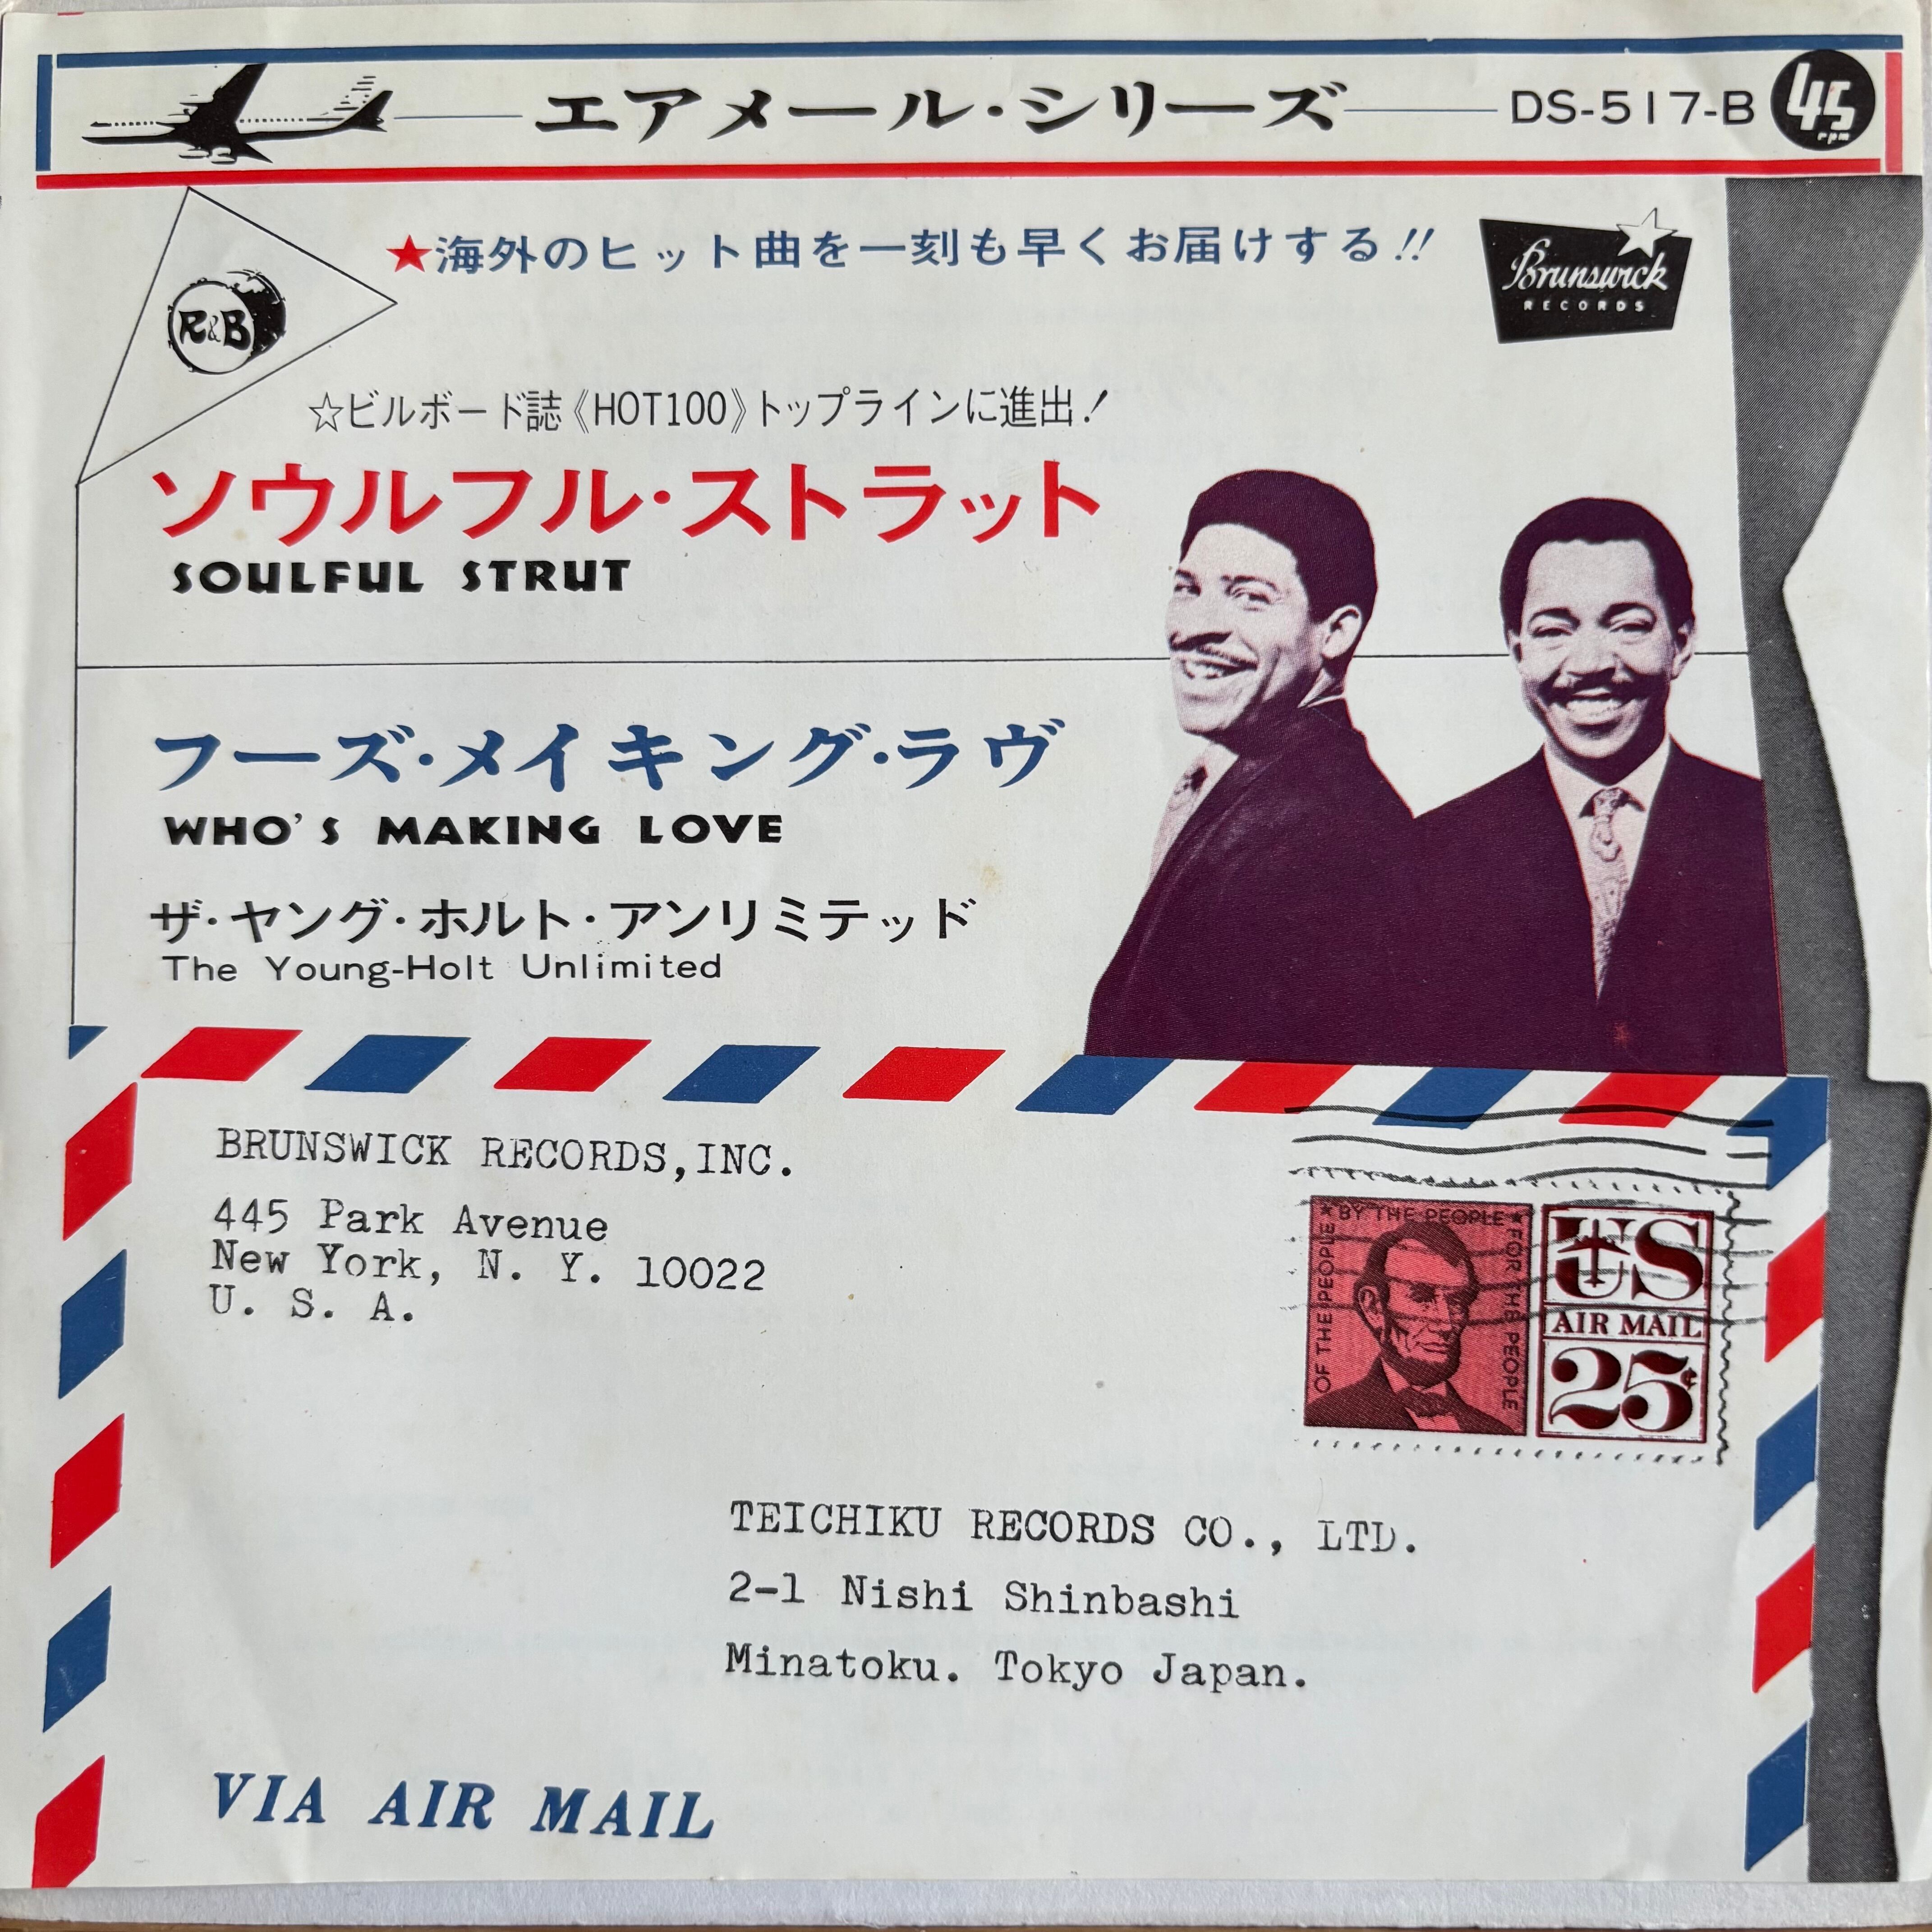 エアメール・シリーズ DS-517-B 45 rpm
★海外のヒット曲を一刻も早くお届けする!!
Brunswick
RECORDS
R&B
☆ビルボード誌《HOT100》トップラインに進出!
ソウルフル・ストラット
SOULFUL STRUT
フーズ・メイキング・ラヴ
WHO'S MAKING LOVE
ザ・ヤング・ホルト・アンリミテッド
The Young-Holt Unlimited
BRUNSWICK RECORDS,INC.
445 Park Avenue
New York, N. Y. 10022
U. S. A.
OF THE PEOPLE ★BY THE PEOPLE★ FOR THE PEOPLE
US
AIR MAIL
25¢
TEICHIKU RECORDS CO., LTD.
2-1 Nishi Shinbashi
Minatoku. Tokyo Japan.
VIA AIR MAIL